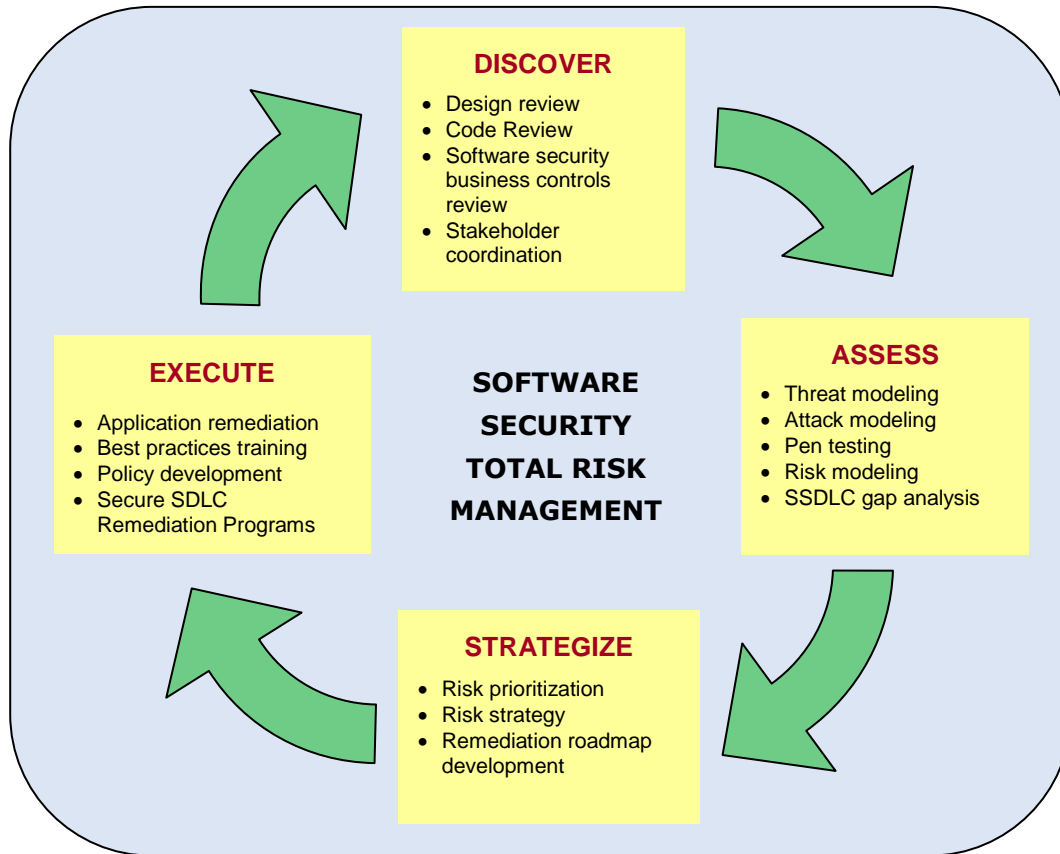 DISCOVER
• Design review
• Code Review
• Software security
business controls
review
• Stakeholder
coordination
ASSESS
• Threat modeling
• Attack modeling
• Pen testing
• Risk modeling
• SSDLC gap analysis
STRATEGIZE
• Risk prioritization
• Risk strategy
• Remediation roadmap
development
EXECUTE
• Application remediation
• Best practices training
• Policy development
• Secure SDLC
Remediation Programs
SOFTWARE
SECURITY
TOTAL RISK
MANAGEMENT